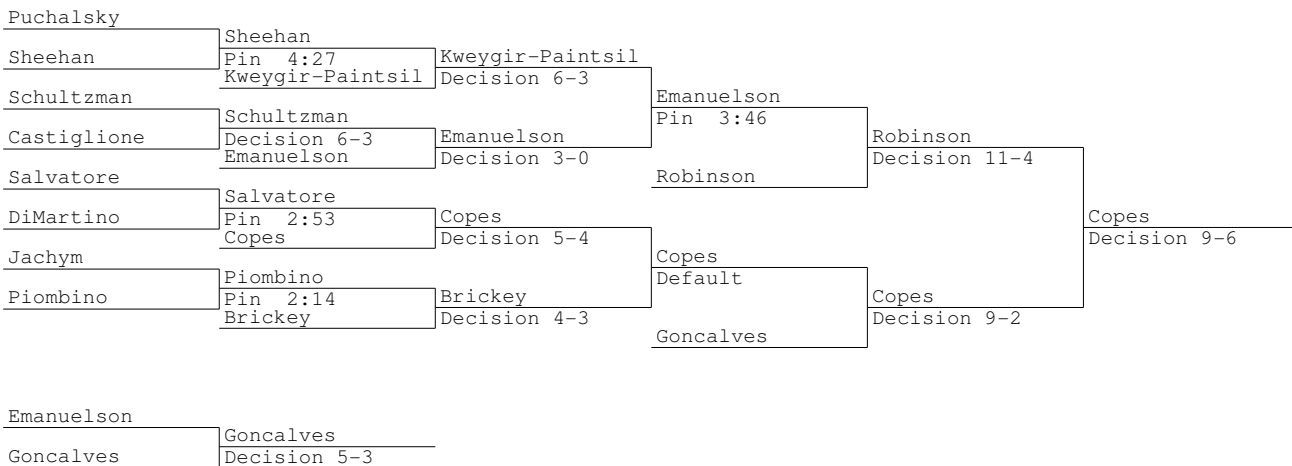 Puchalsky
Sheehan
Sheehan
Pin 4:27
Kweygir-Paintsil
Kweygir-Paintsil
Decision 6-3
Schultzman
Emanuelson
Schultzman
Pin 3:46
Castiglione
Decision 6-3
Emanuelson
Robinson
Emanuelson
Decision 3-0
Decision 11-4
Salvatore
Robinson
Salvatore
DiMartino
Pin 2:53
Copes
Copes
Copes
Decision 5-4
Decision 9-6
Jachym
Copes
Piombino
Default
Piombino
Pin 2:14
Brickey
Copes
Brickey
Decision 4-3
Decision 9-2
Goncalves
Emanuelson
Goncalves
Goncalves
Decision 5-3